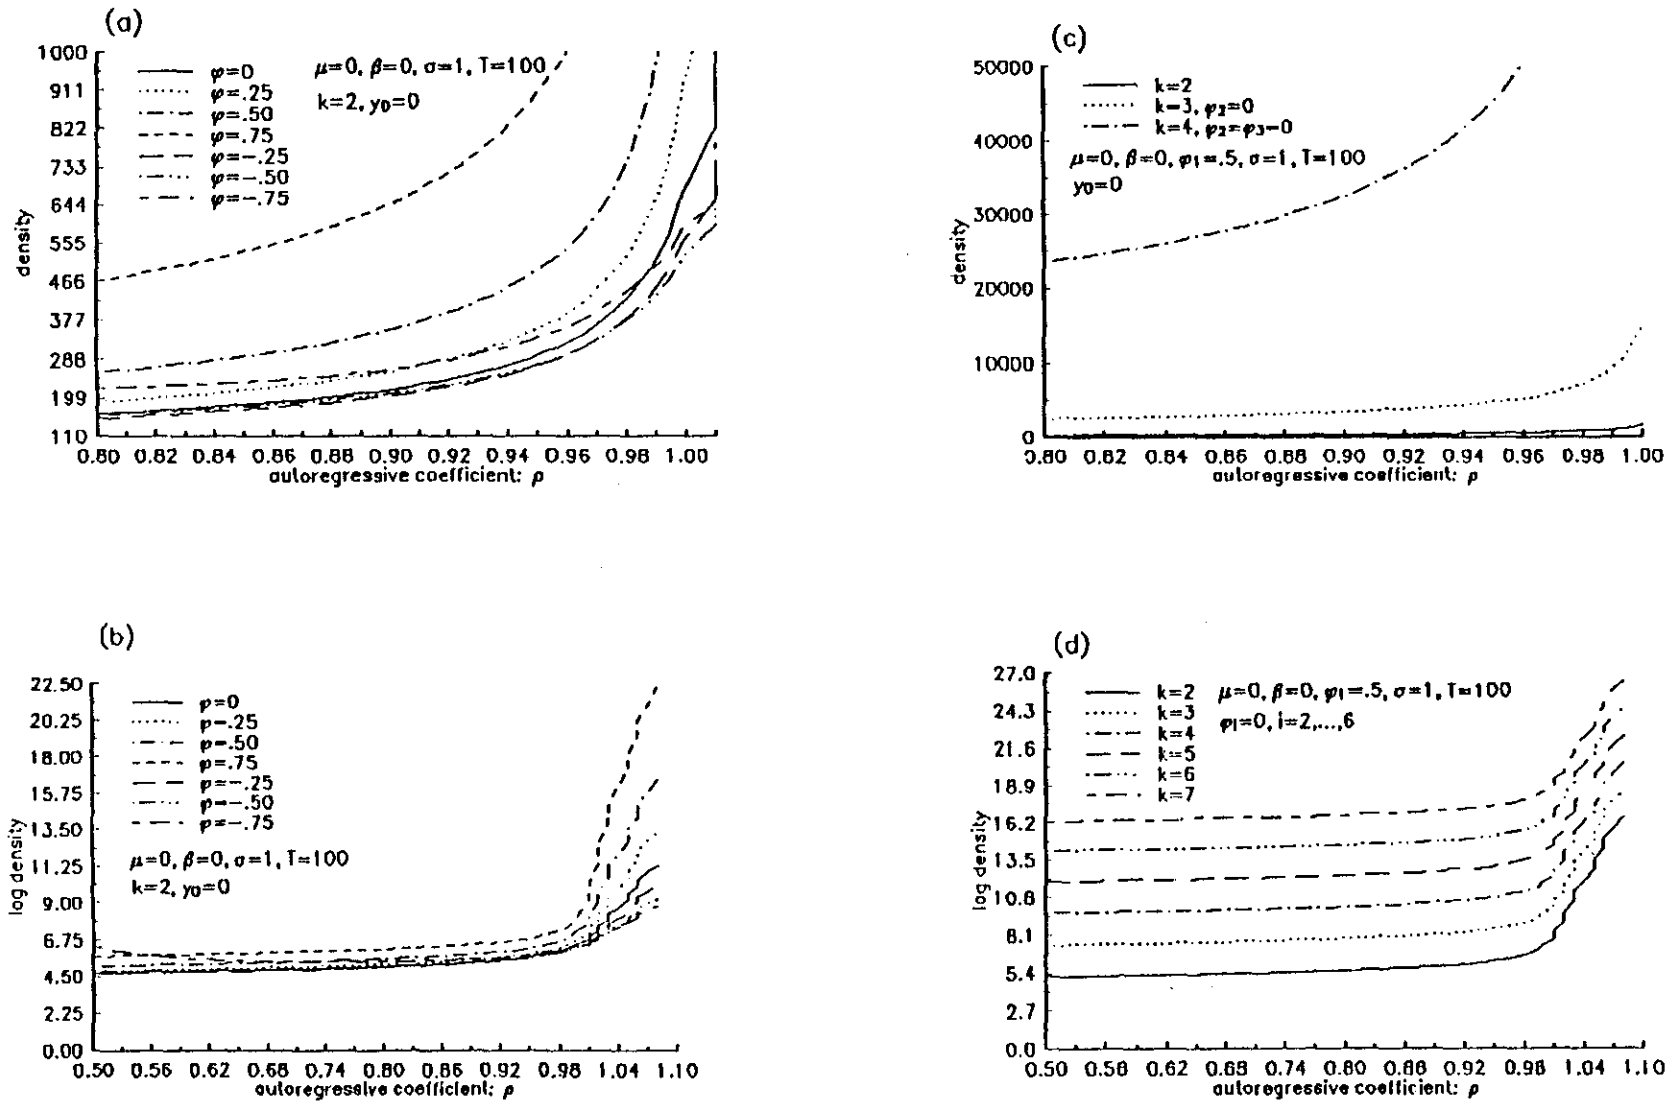 (a)
1000
911
822
733
644
555
466
377
288
199
110
density
φ=0
φ=.25
φ=.50
φ=.75
φ=-.25
φ=-.50
φ=-.75
μ=0, β=0, σ=1, T=100
k=2, y0=0
0.80 0.82 0.84 0.86 0.88 0.90 0.92 0.94 0.96 0.98 1.00
autoregressive coefficient: ρ
(c)
50000
40000
30000
20000
10000
0
density
k=2
k=3, φ2=0
k=4, φ2=φ3=0
μ=0, β=0, φ1=.5, σ=1, T=100
y0=0
0.80 0.82 0.84 0.86 0.88 0.90 0.92 0.94 0.96 0.98 1.00
autoregressive coefficient: ρ
(b)
22.50
20.25
18.00
15.75
13.50
11.25
9.00
6.75
4.50
2.25
0.00
log density
φ=0
φ=.25
φ=.50
φ=.75
φ=-.25
φ=-.50
φ=-.75
μ=0, β=0, σ=1, T=100
k=2, y0=0
0.50 0.56 0.62 0.68 0.74 0.80 0.86 0.92 0.98 1.04 1.10
autoregressive coefficient: ρ
(d)
27.0
24.3
21.6
18.9
16.2
13.5
10.8
8.1
5.4
2.7
0.0
log density
k=2
k=3
k=4
k=5
k=6
k=7
μ=0, β=0, φ1=.5, σ=1, T=100
φi=0, i=2,...,6
0.50 0.56 0.62 0.68 0.74 0.80 0.86 0.92 0.98 1.04 1.10
autoregressive coefficient: ρ